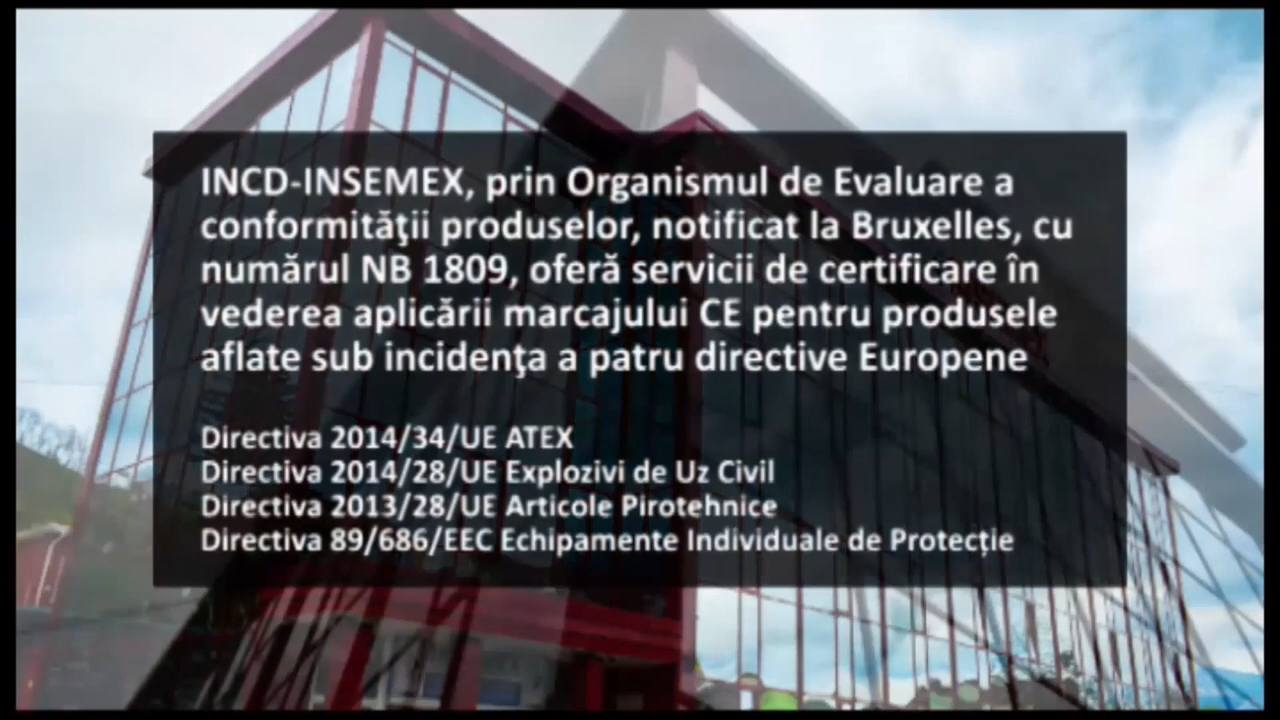 INCD-INSEMEX, prin Organismul de Evaluare a
conformităţii produselor, notificat la Bruxelles, cu
numărul NB 1809, oferă servicii de certificare în
vederea aplicării marcajului CE pentru produsele
aflate sub incidenţa a patru directive Europene
Directiva 2014/34/UE ATEX
Directiva 2014/28/UE Explozivi de Uz Civil
Directiva 2013/28/UE Articole Pirotehnice
Directiva 89/686/EEC Echipamente Individuale de Protecție